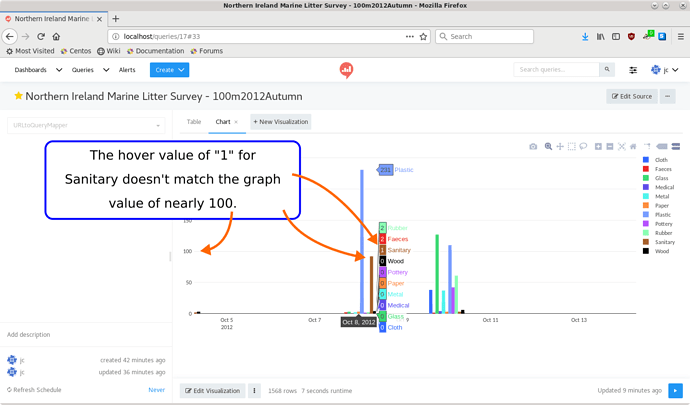 Northern Ireland Marine Litter Survey - 100m2012Autumn - Mozilla Firefox
Northern Ireland Marine L
localhost/queries/17#33
Search
Most Visited Centos Wiki Documentation Forums
Dashboards Queries Alerts Create
Search queries...
jc
Northern Ireland Marine Litter Survey - 100m2012Autumn
Edit Source
URLtoQueryMapper
Table Chart + New Visualization
The hover value of "1" for
Sanitary doesn't match the graph
value of nearly 100.
231 Plastic
2 Rubber
2 Faeces
1 Sanitary
0 Wood
Pottery
0 Paper
Metal
0 Medical
Glass
0 Cloth
Cloth
Faeces
Glass
Medical
Metal
Paper
Plastic
Pottery
Rubber
Sanitary
Wood
100
50
0
Oct 5
2012
Oct 7
Oct 8, 2012
9
Oct 11
Oct 13
Add description
jc created 42 minutes ago
jc updated 36 minutes ago
Refresh Schedule Never
Edit Visualization
1568 rows 7 seconds runtime
Updated 9 minutes ago